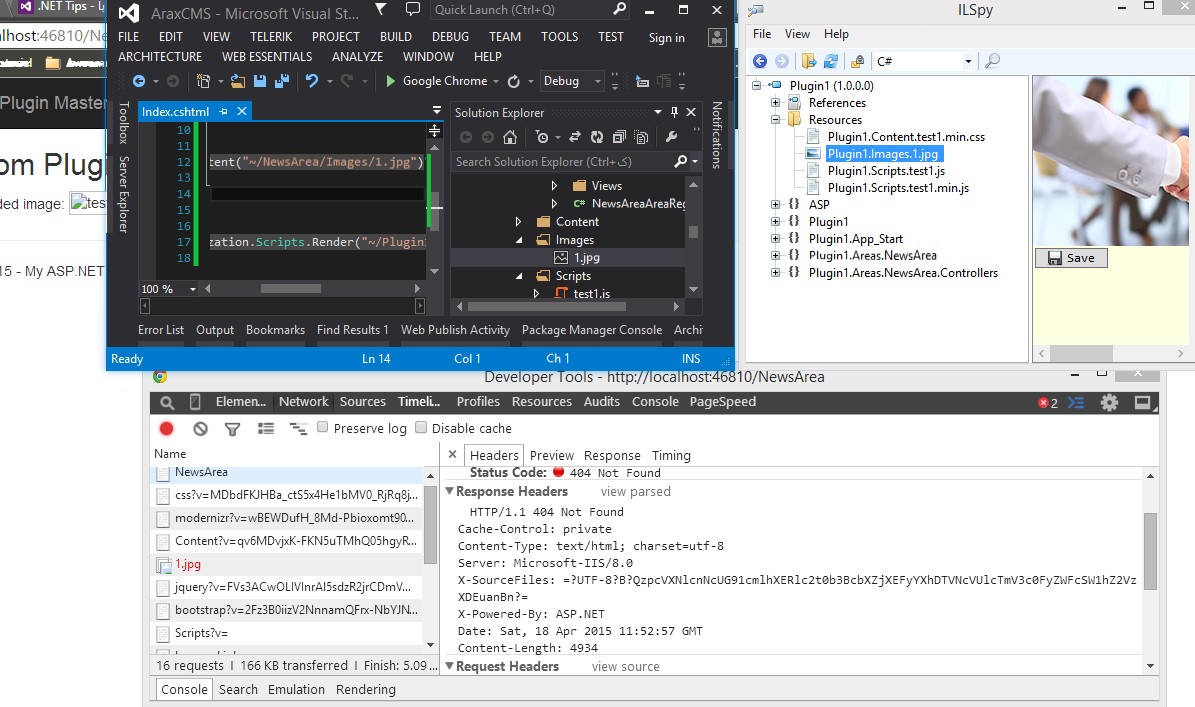 .NET Tips - L
alhost:46810/N
Plugin Master
om Plugi
ded image: tes
15 - My ASP.NET
AraxCMS - Microsoft Visual St...
Quick Launch (Ctrl+Q)
FILE EDIT VIEW TELERIK PROJECT BUILD DEBUG TEAM TOOLS TEST Sign in
ARCHITECTURE WEB ESSENTIALS ANALYZE WINDOW HELP
Google Chrome Debug
Toolbox
Server Explorer
Index.cshtml
10
11
12 tent("~/NewsArea/Images/1.jpg")
13
14
15
16
17 zation.Scripts.Render("~/Plugin
18
100 %
Solution Explorer
Search Solution Explorer (Ctrl+ک)
Views
NewsAreaAreaReg
Content
Images
1.jpg
Scripts
test1.js
Notifications
Error List Output Bookmarks Find Results 1 Web Publish Activity Package Manager Console Archi
Ready Ln 14 Col 1 Ch 1 INS
ILSpy
File View Help
C#
Plugin1 (1.0.0.0)
References
Resources
Plugin1.Content.test1.min.css
Plugin1.Images.1.jpg
Plugin1.Scripts.test1.js
Plugin1.Scripts.test1.min.js
ASP
Plugin1
Plugin1.App_Start
Plugin1.Areas.NewsArea
Plugin1.Areas.NewsArea.Controllers
Save
Developer Tools - http://localhost:46810/NewsArea
Elemen... Network Sources Timeli... Profiles Resources Audits Console PageSpeed 2
Preserve log Disable cache
Name
NewsArea
css?v=MDbdFKJHBa_ctS5x4He1bMV0_RjRq8j...
modernizr?v=wBEWDufH_8Md-Pbioxomt90...
Content?v=qv6MDvjxK-FKN5uTMhQ05hgyR...
1.jpg
jquery?v=FVs3ACwOLIVInrAl5sdzR2jrCDmV...
bootstrap?v=2Fz3B0iizV2NnnamQFrx-NbYJN...
Scripts?v=
16 requests | 166 KB transferred | Finish: 5.09 ...
Headers Preview Response Timing
Status Code: 404 Not Found
Response Headers view parsed
HTTP/1.1 404 Not Found
Cache-Control: private
Content-Type: text/html; charset=utf-8
Server: Microsoft-IIS/8.0
X-SourceFiles: =?UTF-8?B?QzpcVXNlcnNcUG91cmlhXERlc2t0b3BcbXZjXEFyYXhDTVNcVUlcTmV3c0FyZWFcSW1hZ2Vz
XDEuanBn?=
X-Powered-By: ASP.NET
Date: Sat, 18 Apr 2015 11:52:57 GMT
Content-Length: 4934
Request Headers view source
Console Search Emulation Rendering